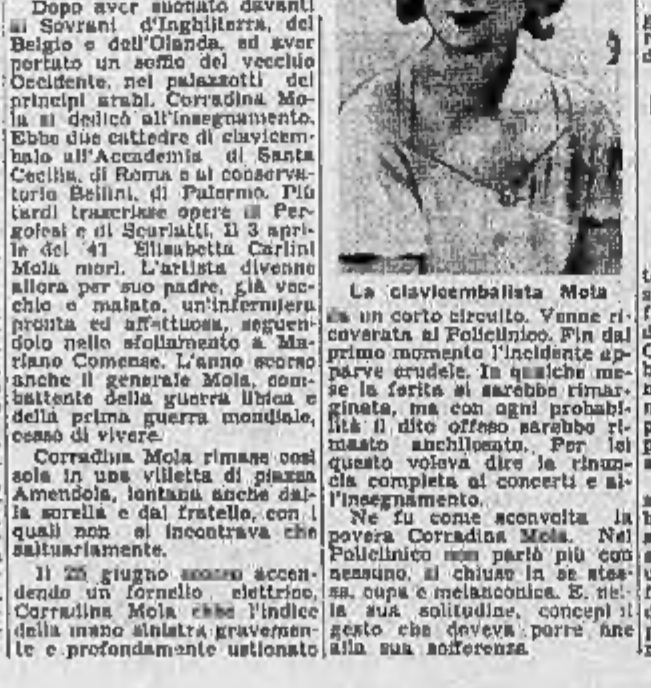 Dopo aver suonato davanti
ai Sovrani d'Inghilterra, del
Belgio e dell'Olanda, ed aver
portato un soffio del vecchio
Occidente, nei palazzotti dei
principi arabi, Corradina Mo-
la si dedicò all'insegnamento.
Ebbe due cattedre di clavicem-
balo all'Accademia di Santa
Cecilia, di Roma e al conserva-
torio Bellini, di Palermo. Più
tardi trascrisse opere di Per-
golesi e di Scarlatti. Il 3 apri-
le del '41 Elisabetta Carlini
Mola morì. L'artista divenne
allora per suo padre, già vec-
chio e malato, un'infermiera
pronta ed affettuosa, seguen-
dolo nello sfollamento a Ma-
riano Comense. L'anno scorso
anche il generale Mola, com-
battente della guerra libica e
della prima guerra mondiale,
cessò di vivere.
Corradina Mola rimase così
sola in una villetta di piazza
Amendola, lontana anche dal-
la sorella e dal fratello, con i
quali non si incontrava che
saltuariamente.
Il 25 giugno scorso accen-
dendo un fornello elettrico,
Corradina Mola ebbe l'indice
della mano sinistra gravemen-
te e profondamente ustionato
La clavicembalista Mola
da un corto circuito. Venne ri-
coverata al Policlinico. Fin dal
primo momento l'incidente ap-
parve crudele. In qualche me-
se la ferita si sarebbe rimar-
ginata, ma con ogni probabi-
lità il dito offeso sarebbe ri-
masto anchilosato. Per lei
questo voleva dire la rinun-
cia completa ai concerti e al-
l'insegnamento.
Ne fu come sconvolta la
povera Corradina Mola. Nel
Policlinico non parlò più con
nessuno, si chiuse in se stes-
sa, cupa e melanconica. E, nel-
la sua solitudine, concepì il
gesto che doveva porre fine
alla sua sofferenza